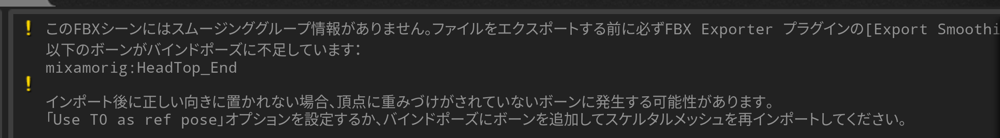 このFBXシーンにはスムージンググループ情報がありません。ファイルをエクスポートする前に必ずFBX Exporter プラグインの[Export Smoothi
以下のボーンがバインドポーズに不足しています:
mixamorig:HeadTop_End
インポート後に正しい向きに置かれない場合、頂点に重みづけがされていないボーンに発生する可能性があります。
「Use T0 as ref pose」オプションを設定するか、バインドポーズにボーンを追加してスケルタルメッシュを再インポートしてください。